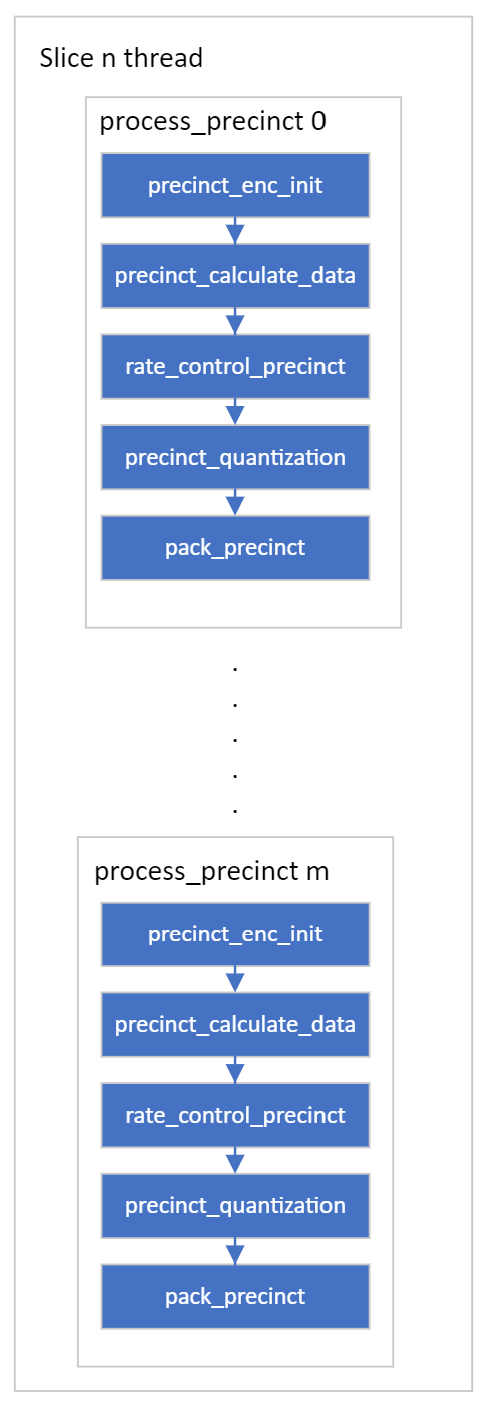 Slice n thread
process_precinct 0
precinct_enc_init
precinct_calculate_data
rate_control_precinct
precinct_quantization
pack_precinct
.
.
.
.
.
process_precinct m
precinct_enc_init
precinct_calculate_data
rate_control_precinct
precinct_quantization
pack_precinct